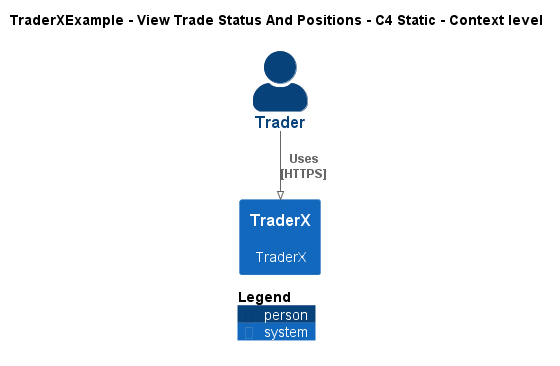 TraderXExample - View Trade Status And Positions - C4 Static - Context level
Trader
Uses
[HTTPS]
TraderX
TraderX
Legend
person
system